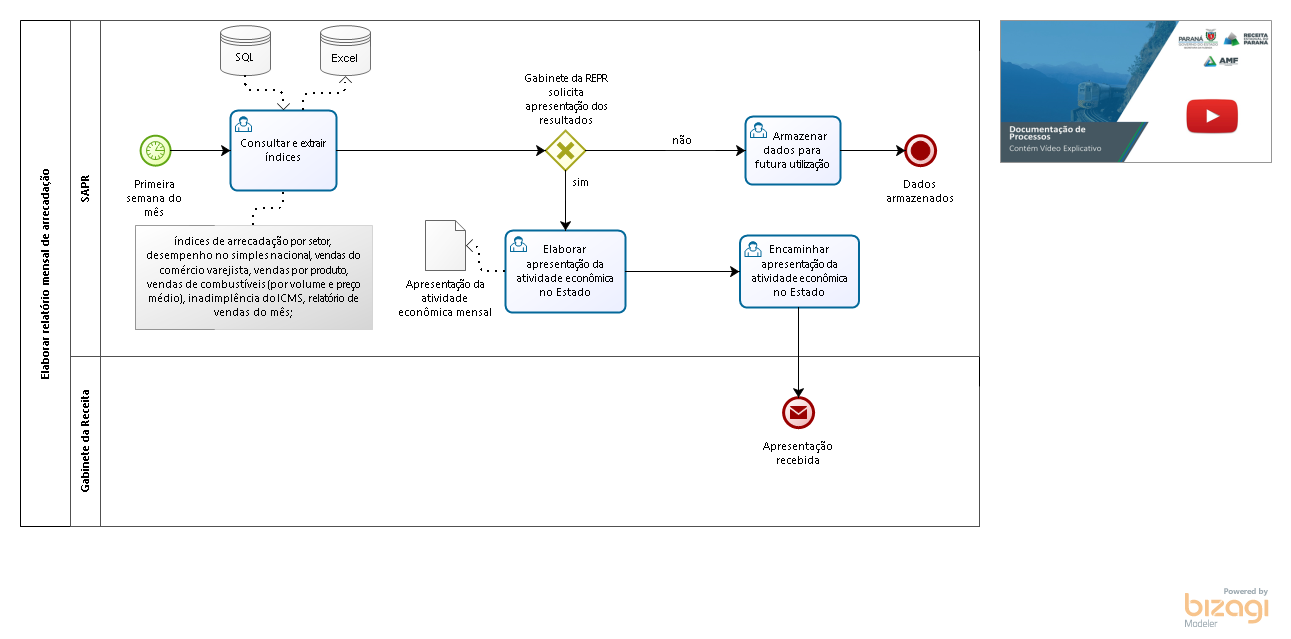 Elaborar relatório mensal de arrecadação
SAPR
SQL
Excel
Consultar e extrair
índices
Primeira
semana do
mês
índices de arrecadação por setor,
desempenho no simples nacional, vendas do
comércio varejista, vendas por produto,
vendas de combustíveis (por volume e preço
médio), inadimplência do ICMS, relatório de
vendas do mês;
Gabinete da REPR
solicita
apresentação dos
resultados
não
sim
Armazenar
dados para
futura utilização
Dados
armazenados
Apresentação da
atividade
econômica mensal
Elaborar
apresentação da
atividade econômica
no Estado
Encaminhar
apresentação da
atividade econômica
no Estado
Gabinete da Receita
Apresentação
recebida
PARANÁ
RECEITA
ESTADUAL DO
PARANÁ
AMF
Documentação de
Processos
Contém Vídeo Explicativo
Powered by
bizagi
Modeler